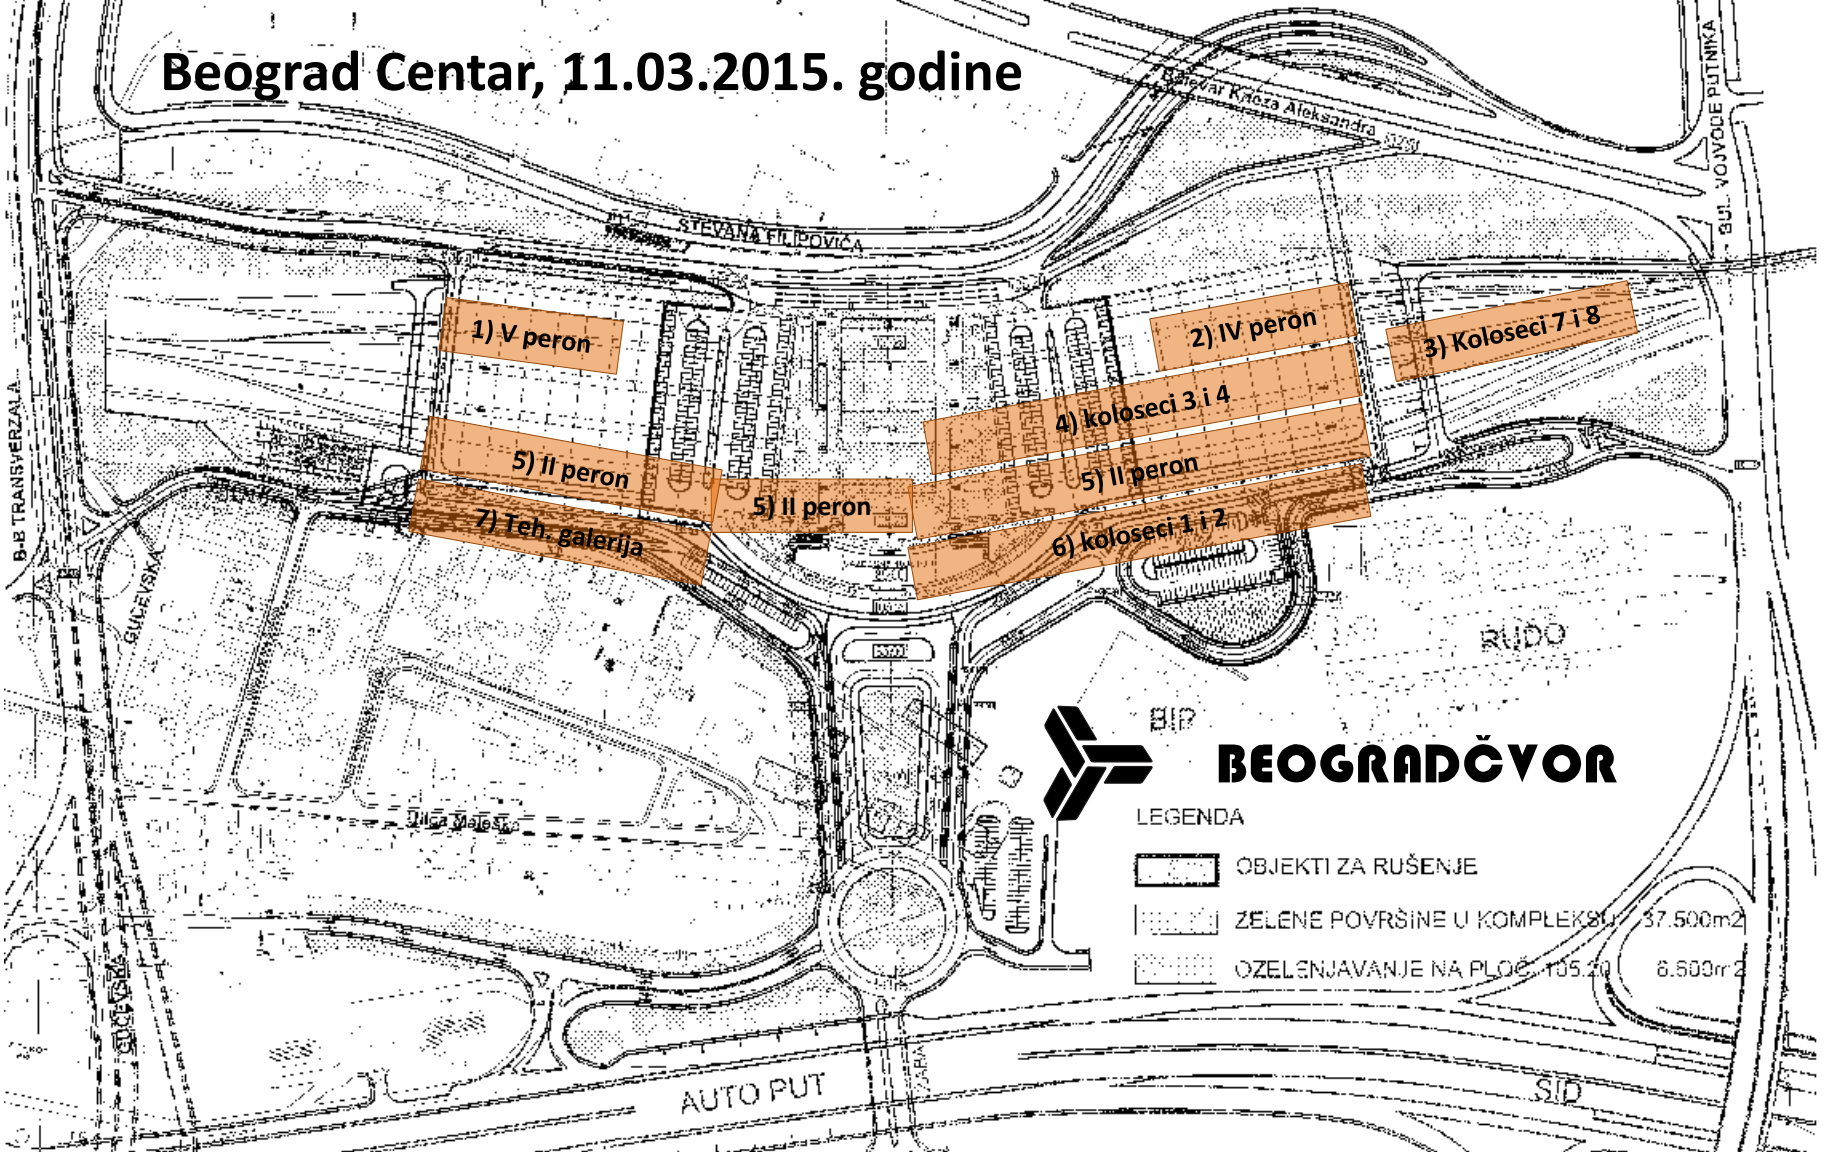 Beograd Centar, 11.03.2015. godine
Bulevar Kneza Aleksandra
BUL. VOJVODE PUTNIKA
STEVANA FILIPOVIĆA
1) V peron
2) IV peron
3) Koloseci 7 i 8
4) koloseci 3 i 4
5) II peron
5) II peron
5) II peron
6) koloseci 1 i 2
7) Teh. galerija
B-B TRANSVERZALA
RUDO
BIP
BEOGRADČVOR
LEGENDA
OBJEKTI ZA RUŠENJE
ZELENE POVRŠINE U KOMPLEKSU 37.500m2
OZELENJAVANJE NA PLOČ. 105.20 6.600m2
AUTO PUT